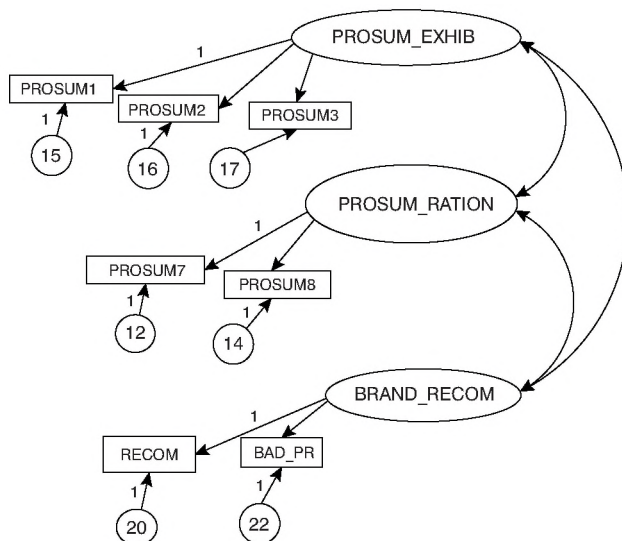 PROSUM_EXHIB
1
PROSUM1
PROSUM2
PROSUM3
1
1
15
16
17
PROSUM_RATION
1
PROSUM7
PROSUM8
1
1
12
14
BRAND_RECOM
1
RECOM
BAD_PR
1
1
20
22